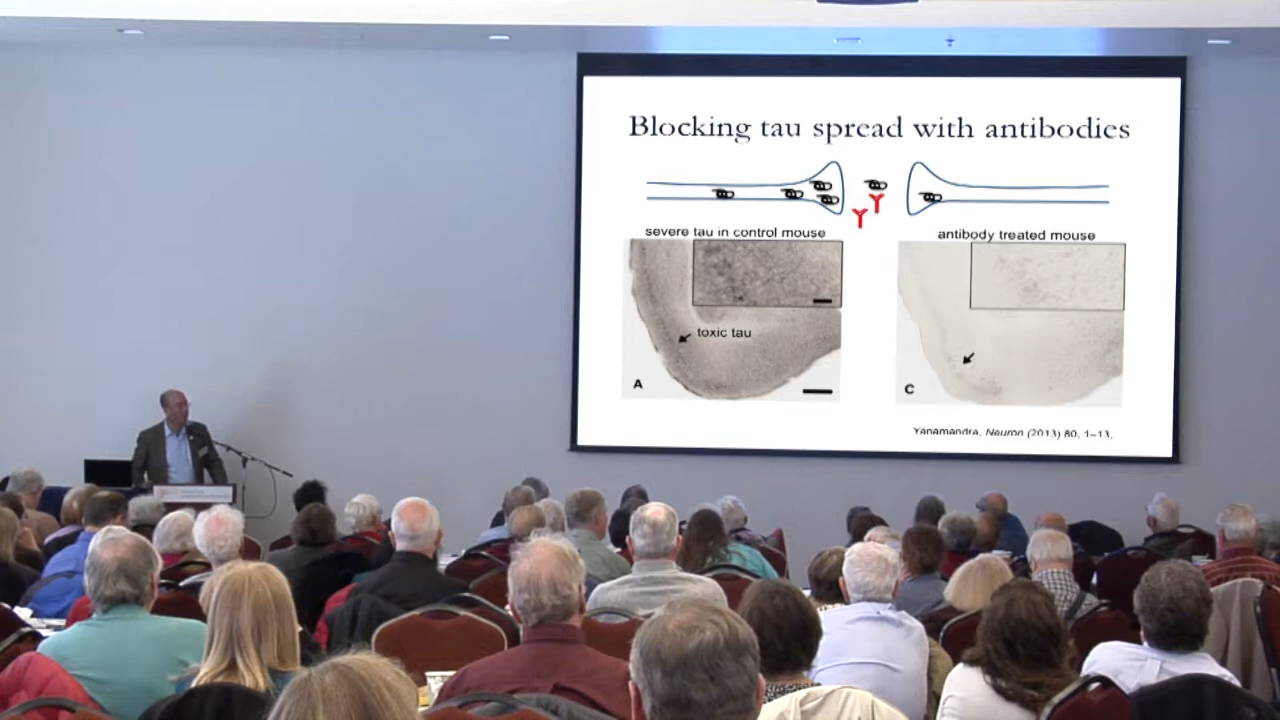 Blocking tau spread with antibodies
severe tau in control mouse
antibody treated mouse
toxic tau
A
C
Yanamandra, Neuron (2013) 80, 1–13.